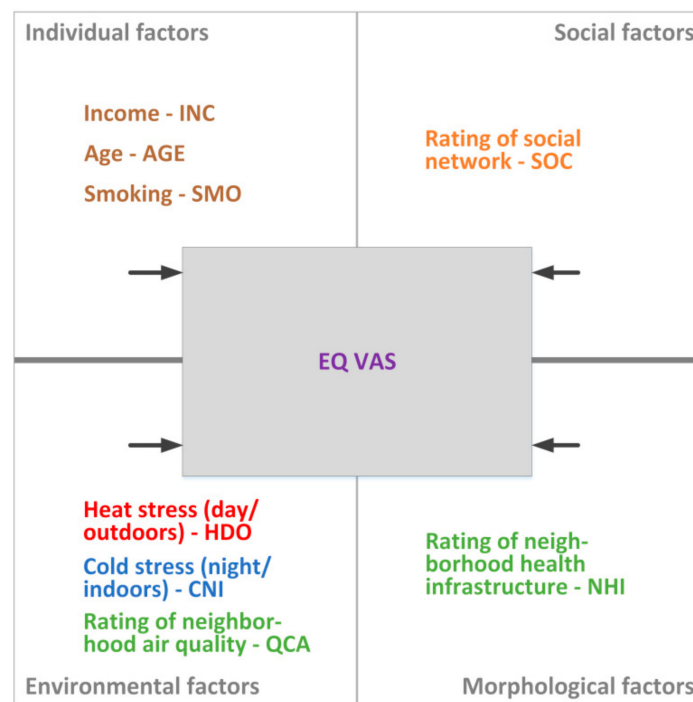 Individual factors
Social factors
Income - INC
Age - AGE
Smoking - SMO
Rating of social
network - SOC
EQ VAS
Heat stress (day/
outdoors) - HDO
Cold stress (night/
indoors) - CNI
Rating of neighbor-
hood air quality - QCA
Rating of neigh-
borhood health
infrastructure - NHI
Environmental factors
Morphological factors